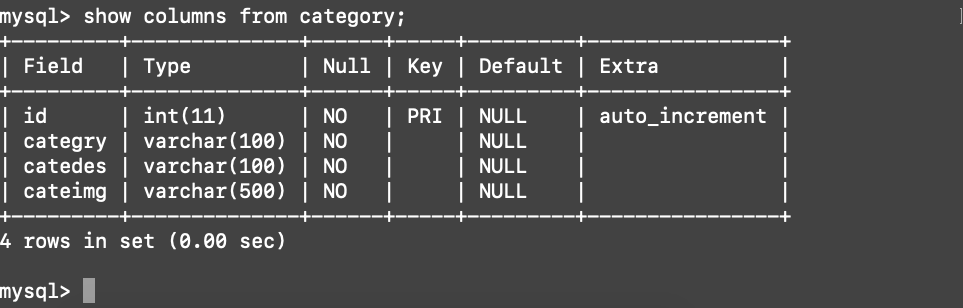 mysql> show columns from category;
+---------+--------------+------+-----+---------+----------------+
| Field   | Type         | Null | Key | Default | Extra          |
+---------+--------------+------+-----+---------+----------------+
| id      | int(11)      | NO   | PRI | NULL    | auto_increment |
| categry | varchar(100) | NO   |     | NULL    |                |
| catedes | varchar(100) | NO   |     | NULL    |                |
| cateimg | varchar(500) | NO   |     | NULL    |                |
+---------+--------------+------+-----+---------+----------------+
4 rows in set (0.00 sec)
mysql>